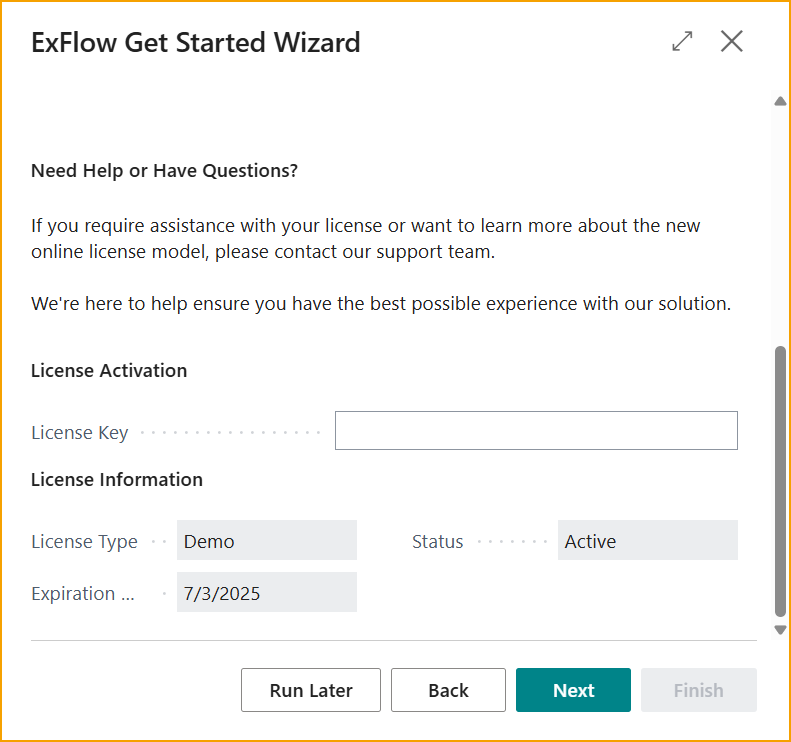 ExFlow Get Started Wizard
Need Help or Have Questions?
If you require assistance with your license or want to learn more about the new
online license model, please contact our support team.
We're here to help ensure you have the best possible experience with our solution.
License Activation
License Key
License Information
License Type Demo Status Active
Expiration ... 7/3/2025
Run Later Back Next Finish